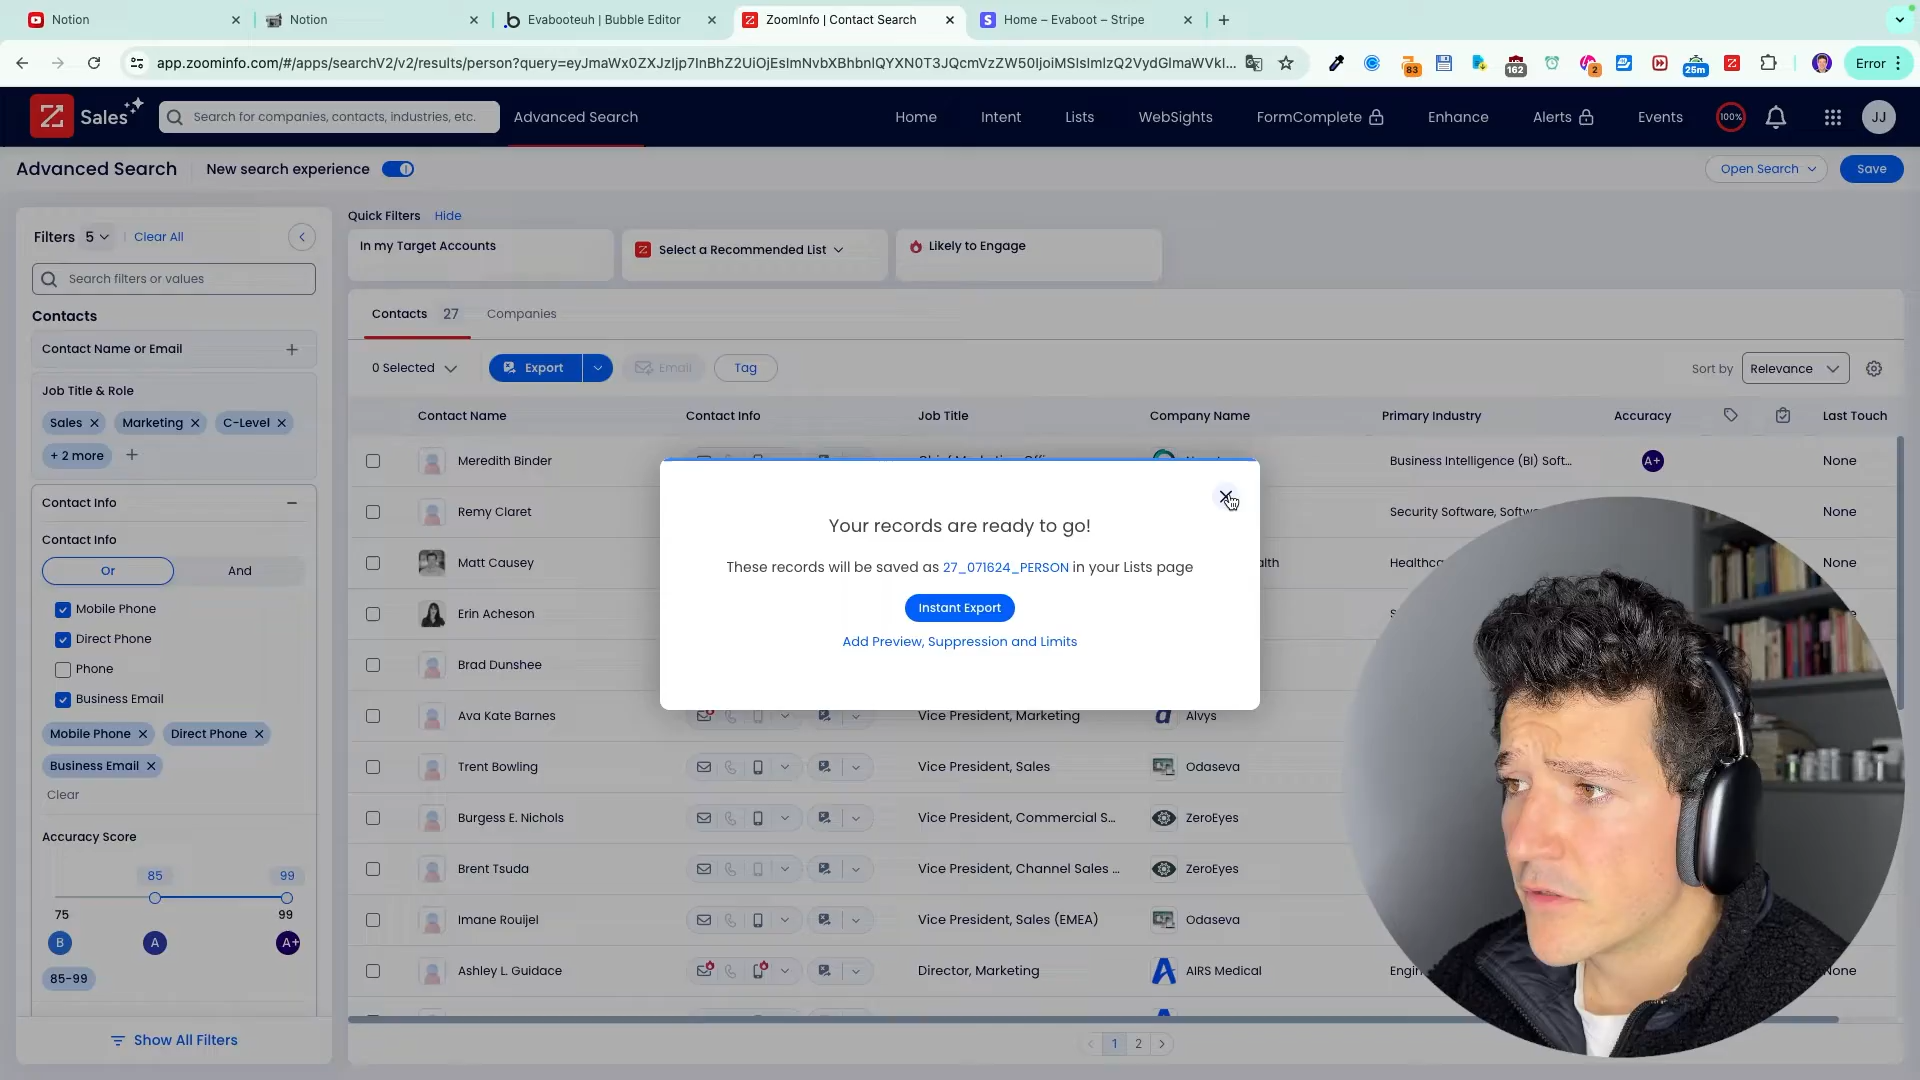 Notion
Notion
Evabooteuh | Bubble Editor
ZoomInfo | Contact Search
Home – Evaboot – Stripe
app.zoominfo.com/#/apps/searchV2/v2/results/person?query=eyJmaWx0ZXJzIjp7InBhZ2UiOjEsImNvbXBhbnlQYXN0T3JQcmVzZW50IjoiMSIsImlzQ2VydGlmaWVkI...
83
162
2
25m
Error
Sales
Search for companies, contacts, industries, etc.
Advanced Search
Home
Intent
Lists
WebSights
FormComplete
Enhance
Alerts
Events
100%
JJ
Advanced Search
New search experience
Open Search
Save
Filters 5
Clear All
Search filters or values
Contacts
Contact Name or Email
Job Title & Role
Sales
Marketing
C-Level
+ 2 more
Contact Info
Contact Info
Or
And
Mobile Phone
Direct Phone
Phone
Business Email
Mobile Phone
Direct Phone
Business Email
Clear
Accuracy Score
85
99
75
99
B
A
A+
85-99
Show All Filters
Quick Filters Hide
In my Target Accounts
Select a Recommended List
Likely to Engage
Contacts 27
Companies
0 Selected
Export
Email
Tag
Sort by
Relevance
Contact Name
Contact Info
Job Title
Company Name
Primary Industry
Accuracy
Last Touch
Meredith Binder
Business Intelligence (BI) Soft...
A+
None
Remy Claret
Security Software, Softw
None
Matt Causey
Healthc
None
Erin Acheson
Brad Dunshee
Ava Kate Barnes
Vice President, Marketing
Alvys
Trent Bowling
Vice President, Sales
Odaseva
Burgess E. Nichols
Vice President, Commercial S...
ZeroEyes
Brent Tsuda
Vice President, Channel Sales ...
ZeroEyes
Imane Rouijel
Vice President, Sales (EMEA)
Odaseva
Ashley L. Guidace
Director, Marketing
AIRS Medical
Engin
None
Your records are ready to go!
These records will be saved as 27_071624_PERSON in your Lists page
Instant Export
Add Preview, Suppression and Limits
1
2